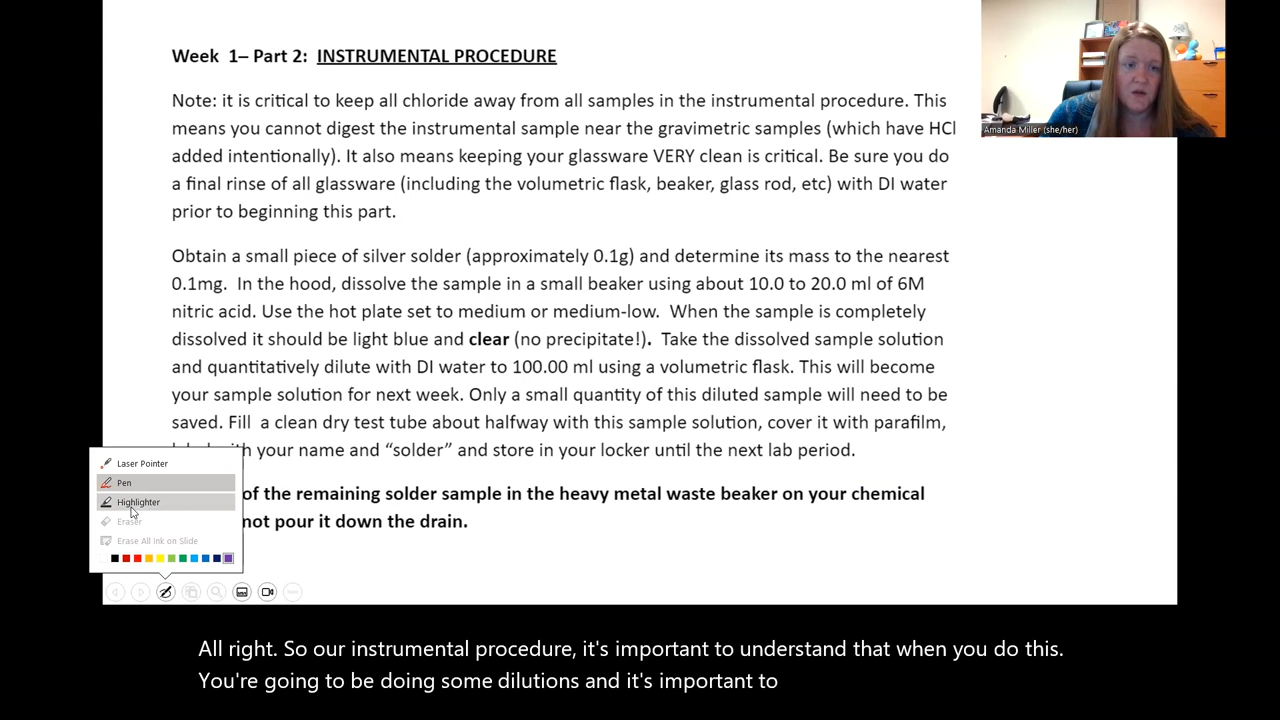 Week  1– Part 2:  INSTRUMENTAL PROCEDURE
Note: it is critical to keep all chloride away from all samples in the instrumental procedure. This
means you cannot digest the instrumental sample near the gravimetric samples (which have HCl
added intentionally). It also means keeping your glassware VERY clean is critical. Be sure you do
a final rinse of all glassware (including the volumetric flask, beaker, glass rod, etc) with DI water
prior to beginning this part.
Obtain a small piece of silver solder (approximately 0.1g) and determine its mass to the nearest
0.1mg.  In the hood, dissolve the sample in a small beaker using about 10.0 to 20.0 ml of 6M
nitric acid. Use the hot plate set to medium or medium-low.  When the sample is completely
dissolved it should be light blue and clear (no precipitate!).  Take the dissolved sample solution
and quantitatively dilute with DI water to 100.00 ml using a volumetric flask. This will become
your sample solution for next week. Only a small quantity of this diluted sample will need to be
saved. Fill  a clean dry test tube about halfway with this sample solution, cover it with parafilm,
your name and “solder” and store in your locker until the next lab period.
of the remaining solder sample in the heavy metal waste beaker on your chemical
not pour it down the drain.
Amanda Miller (she/her)
Laser Pointer
Pen
Highlighter
Eraser
Erase All Ink on Slide
All right. So our instrumental procedure, it's important to understand that when you do this.
You're going to be doing some dilutions and it's important to